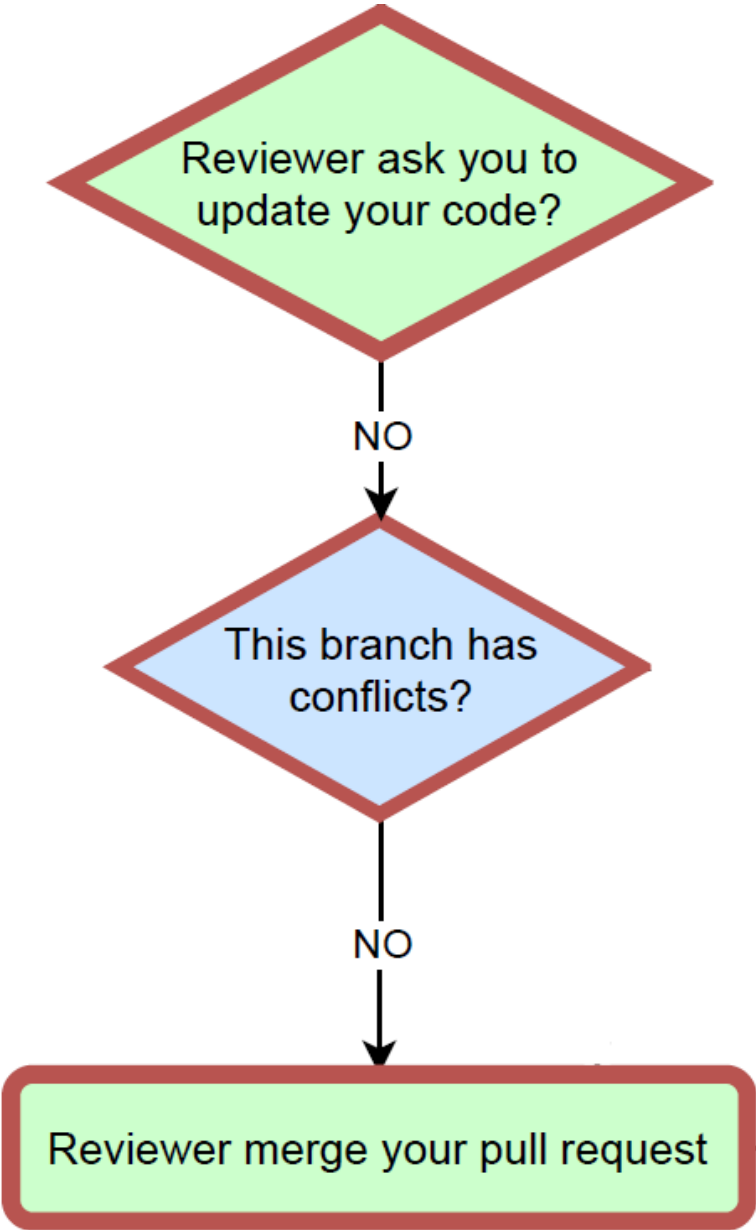 Reviewer ask you to
update your code?
NO
This branch has
conflicts?
NO
Reviewer merge your pull request